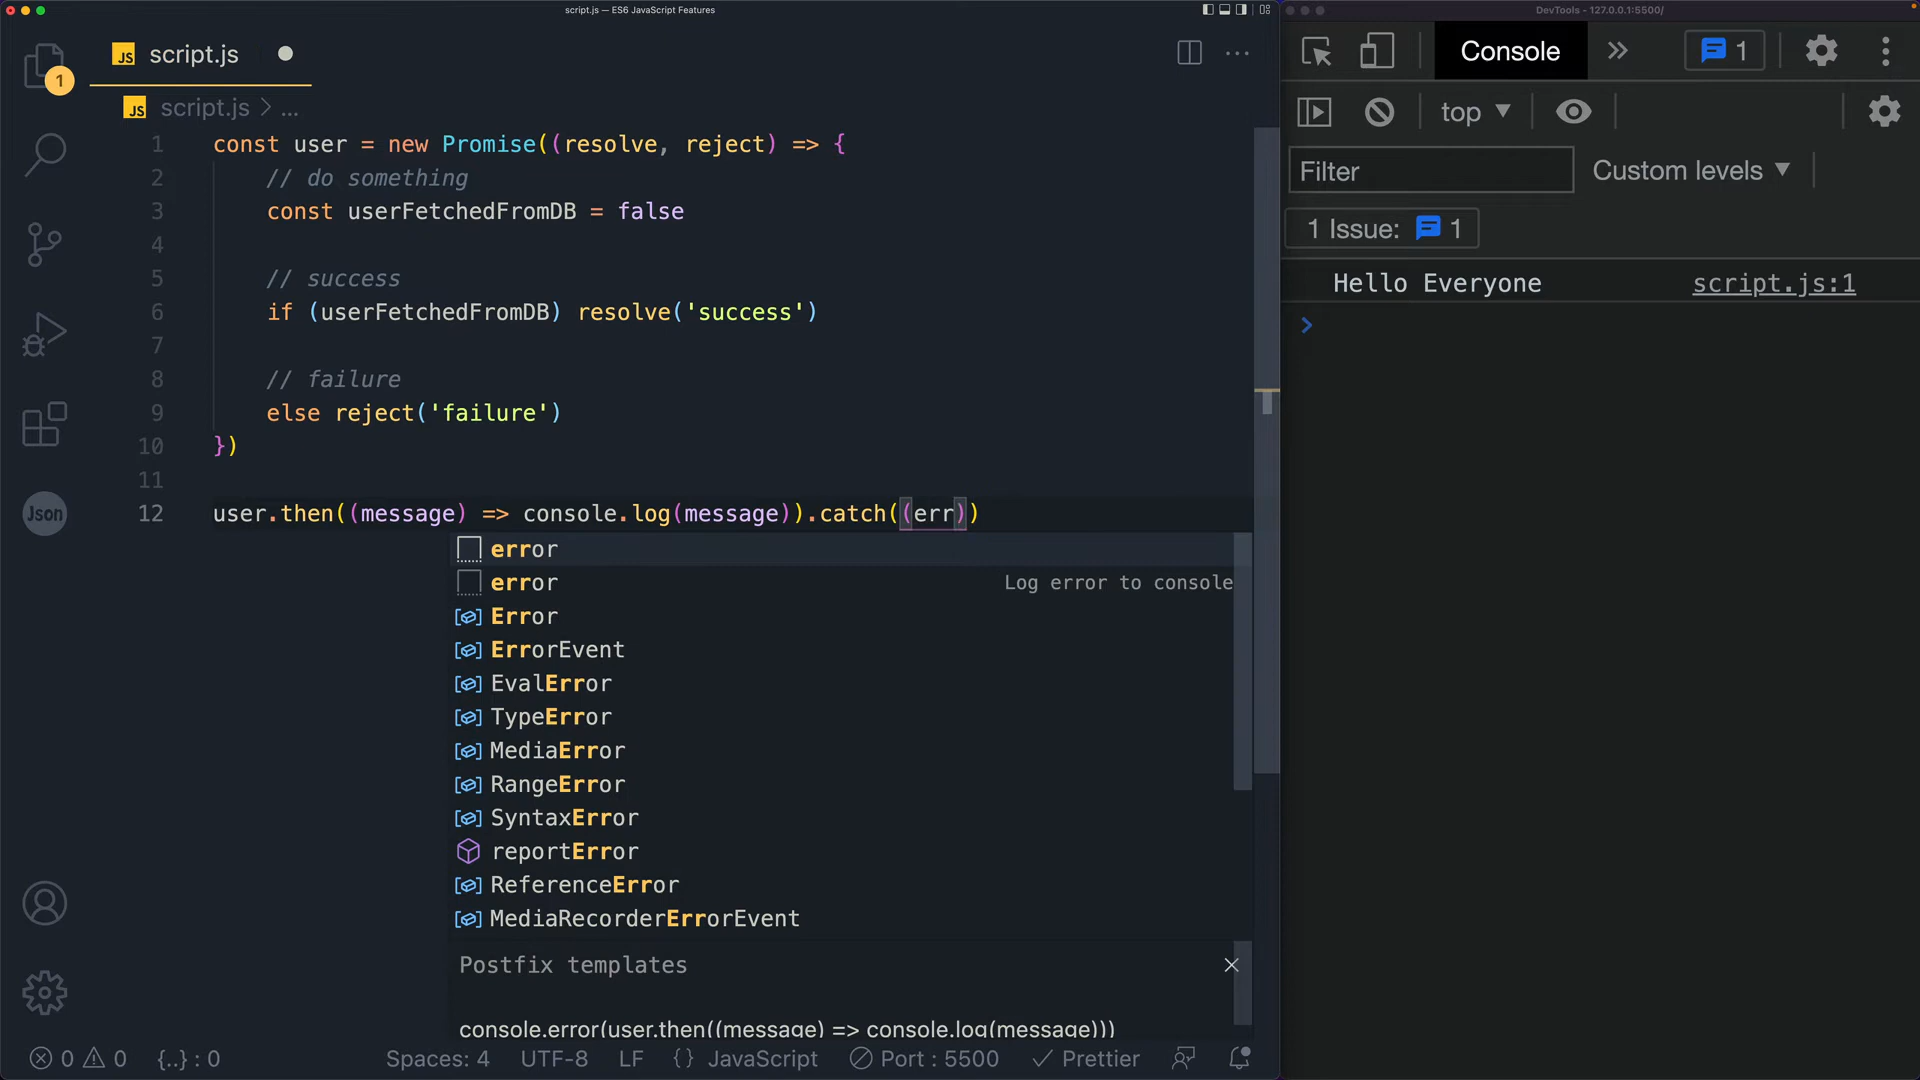 script.js — ES6 JavaScript Features
JS script.js
1
JS script.js > ...
1 const user = new Promise((resolve, reject) => {
2 // do something
3 const userFetchedFromDB = false
4
5 // success
6 if (userFetchedFromDB) resolve('success')
7
8 // failure
9 else reject('failure')
10 })
11
12 user.then((message) => console.log(message)).catch((err))
error
error Log error to console
Error
ErrorEvent
EvalError
TypeError
MediaError
RangeError
SyntaxError
reportError
ReferenceError
MediaRecorderErrorEvent
Postfix templates
console.error(user.then((message) => console.log(message)))
Json
0 0 {..} : 0 Spaces: 4 UTF-8 LF {} JavaScript Port : 5500 Prettier
DevTools - 127.0.0.1:5500/
Console >> 1
top
Filter Custom levels
1 Issue: 1
Hello Everyone script.js:1
>